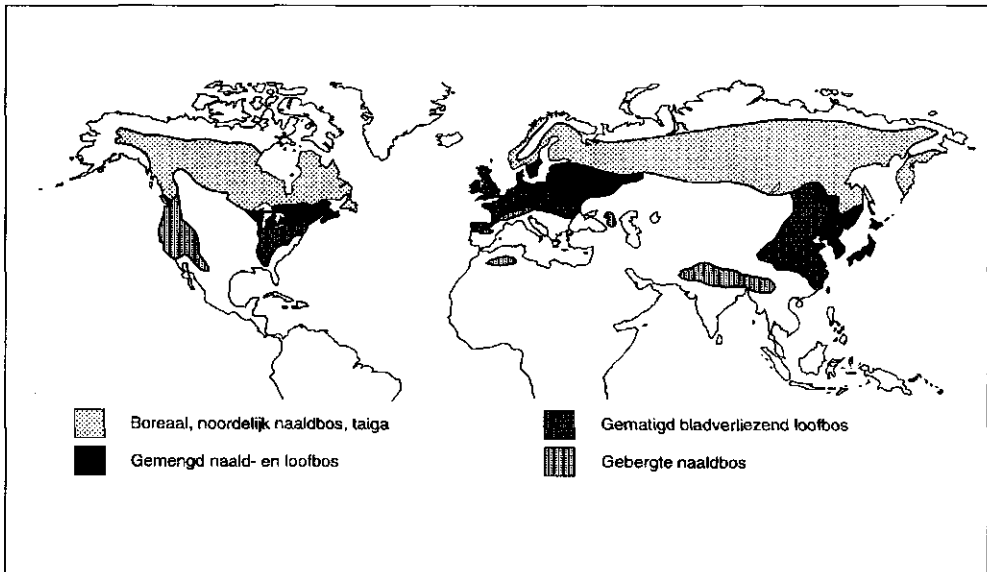 Boreaal, noordelijk naaldbos, taiga
Gemengd naald- en loofbos
Gematigd bladverliezend loofbos
Gebergte naaldbos